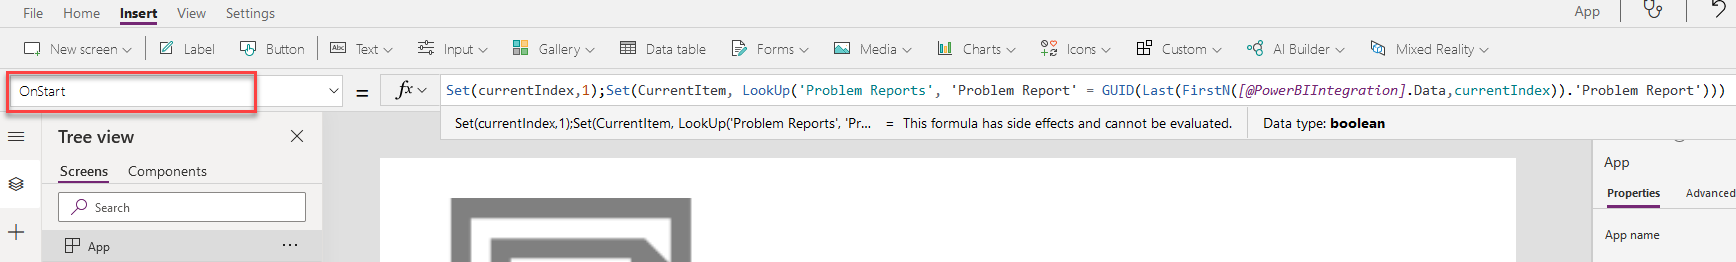 File Home Insert View Settings App
New screen Label Button Abc Text Input Gallery Data table Forms Media Charts Icons Custom AI Builder Mixed Reality
OnStart = fx Set(currentIndex,1);Set(CurrentItem, LookUp('Problem Reports', 'Problem Report' = GUID(Last(FirstN([@PowerBIIntegration].Data,currentIndex)).'Problem Report')))
Set(currentIndex,1);Set(CurrentItem, LookUp('Problem Reports', 'Pr... = This formula has side effects and cannot be evaluated. Data type: boolean
Tree view
App
Screens Components
Properties Advanced
Search
App name
App ...